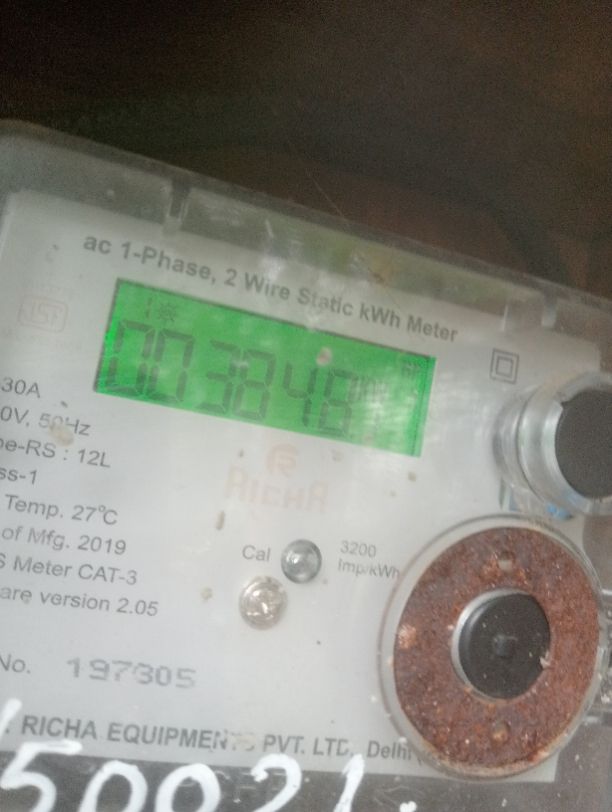 ac 1-Phase, 2 Wire Static kWh Meter
003848
30A
0V, 50Hz
pe-RS : 12L
ss-1
Temp. 27°C
of Mfg. 2019
S Meter CAT-3
are version 2.05
RICHA
Cal
3200
Imp/kWh
No. 197805
RICHA EQUIPMENTS PVT. LTD. Delhi
50021